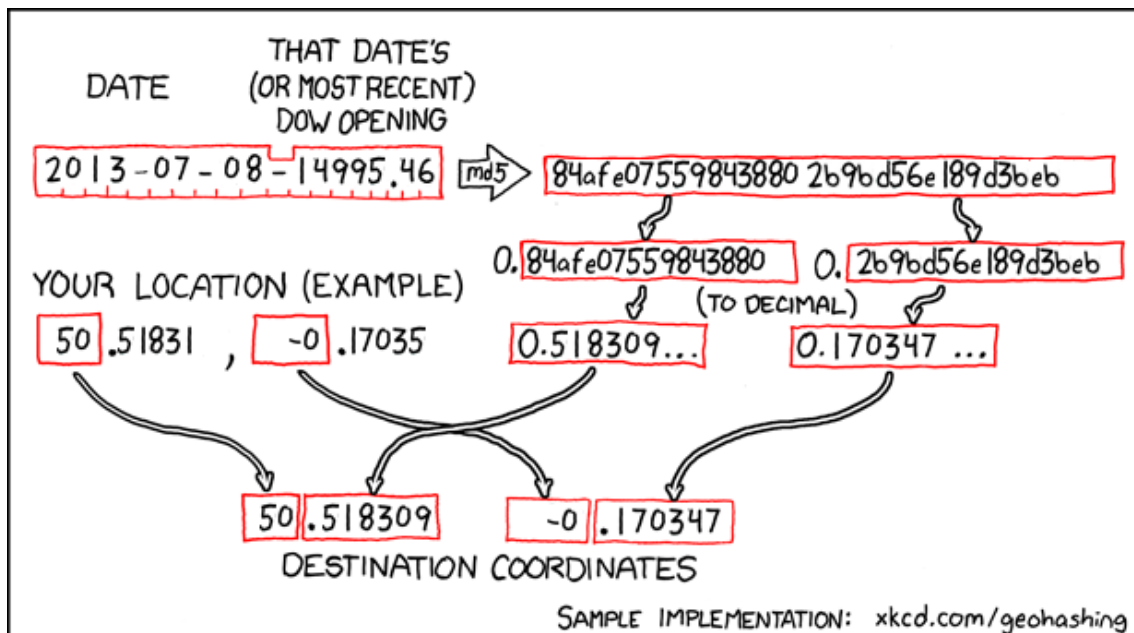 DATE
THAT DATE'S
(OR MOST RECENT)
DOW OPENING
2013-07-08-14995.46
md5
84afe07559843880 2b9bd56e189d3beb
0.84afe07559843880
0.2b9bd56e189d3beb
YOUR LOCATION (EXAMPLE)
(TO DECIMAL)
50.51831, -0.17035
0.518309...
0.170347...
50.518309
-0.170347
DESTINATION COORDINATES
SAMPLE IMPLEMENTATION: xkcd.com/geohashing